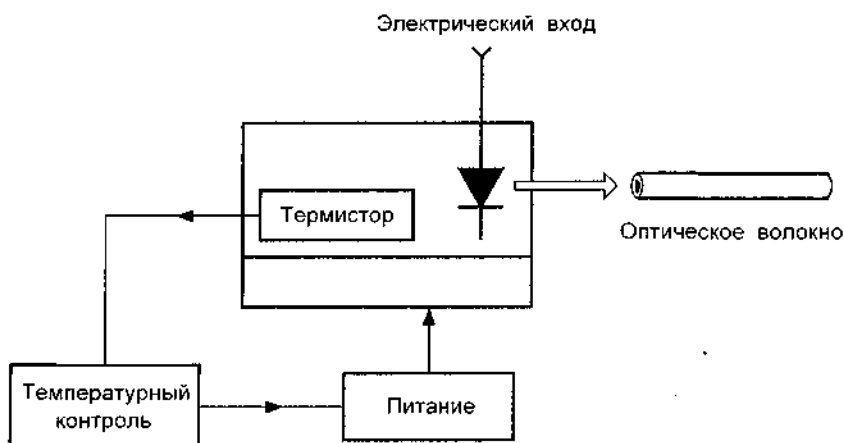 Электрический вход
Термистор
Оптическое волокно
Температурный
контроль
Питание